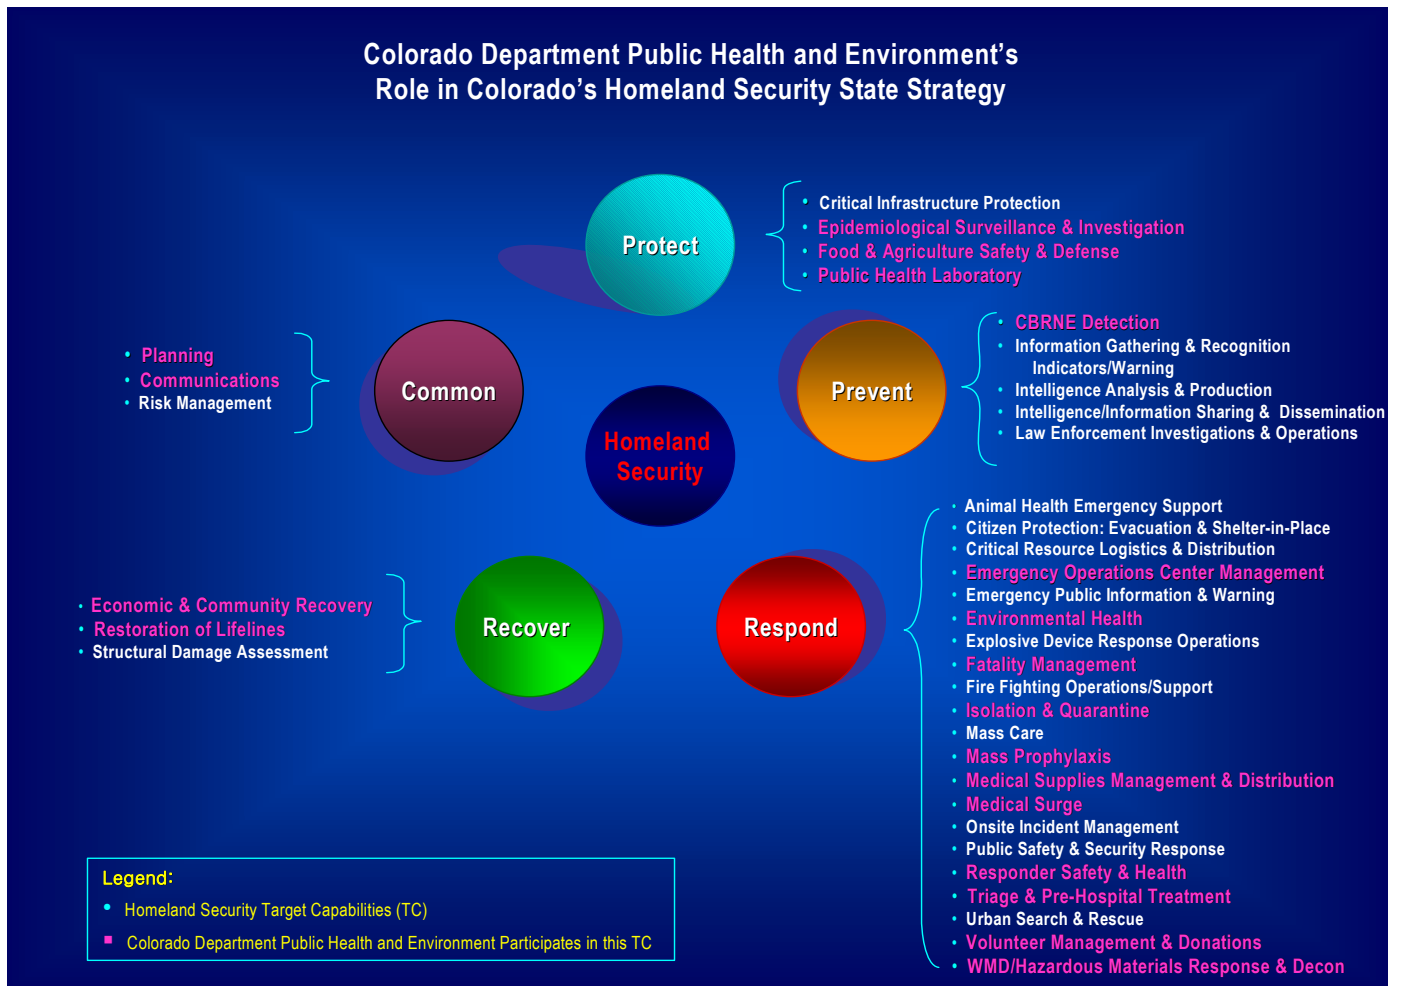 Colorado Department Public Health and Environment’s
Role in Colorado’s Homeland Security State Strategy
Protect
• Critical Infrastructure Protection
• Epidemiological Surveillance & Investigation
• Food & Agriculture Safety & Defense
• Public Health Laboratory
Common
• Planning
• Communications
• Risk Management
Prevent
• CBRNE Detection
• Information Gathering & Recognition
Indicators/Warning
• Intelligence Analysis & Production
• Intelligence/Information Sharing & Dissemination
• Law Enforcement Investigations & Operations
Homeland
Security
Recover
• Economic & Community Recovery
• Restoration of Lifelines
• Structural Damage Assessment
Respond
• Animal Health Emergency Support
• Citizen Protection: Evacuation & Shelter-in-Place
• Critical Resource Logistics & Distribution
• Emergency Operations Center Management
• Emergency Public Information & Warning
• Environmental Health
• Explosive Device Response Operations
• Fatality Management
• Fire Fighting Operations/Support
• Isolation & Quarantine
• Mass Care
• Mass Prophylaxis
• Medical Supplies Management & Distribution
• Medical Surge
• Onsite Incident Management
• Public Safety & Security Response
• Responder Safety & Health
• Triage & Pre-Hospital Treatment
• Urban Search & Rescue
• Volunteer Management & Donations
• WMD/Hazardous Materials Response & Decon
Legend:
• Homeland Security Target Capabilities (TC)
■ Colorado Department Public Health and Environment Participates in this TC